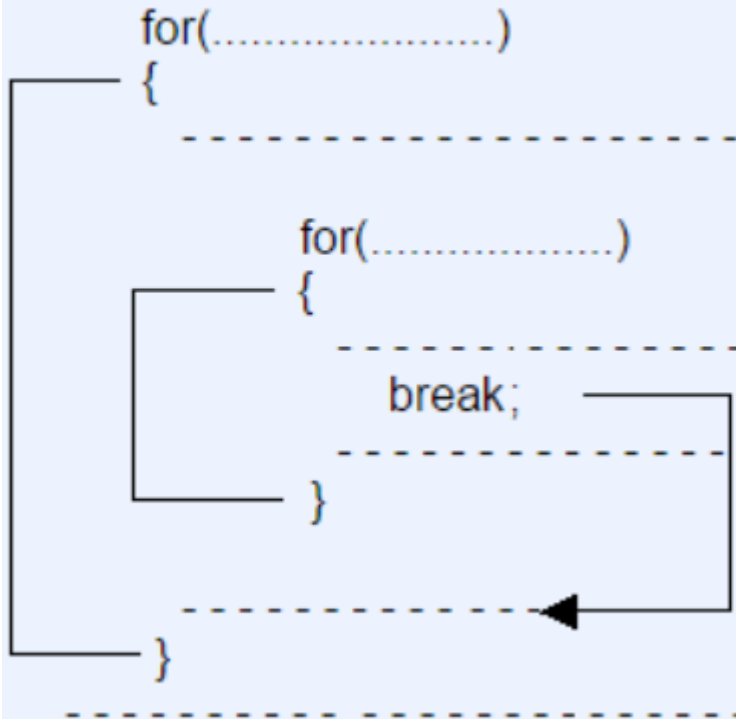 for(......................)
{
- - - - - - - - - - - - - - - - - - - -
for(...................)
{
- - - - - - - - - - - - - - -
break;
- - - - - - - - - - - - - -
}
- - - - - - - - - - - - -
}
- - - - - - - - - - - - - - - - - - - - - - - -